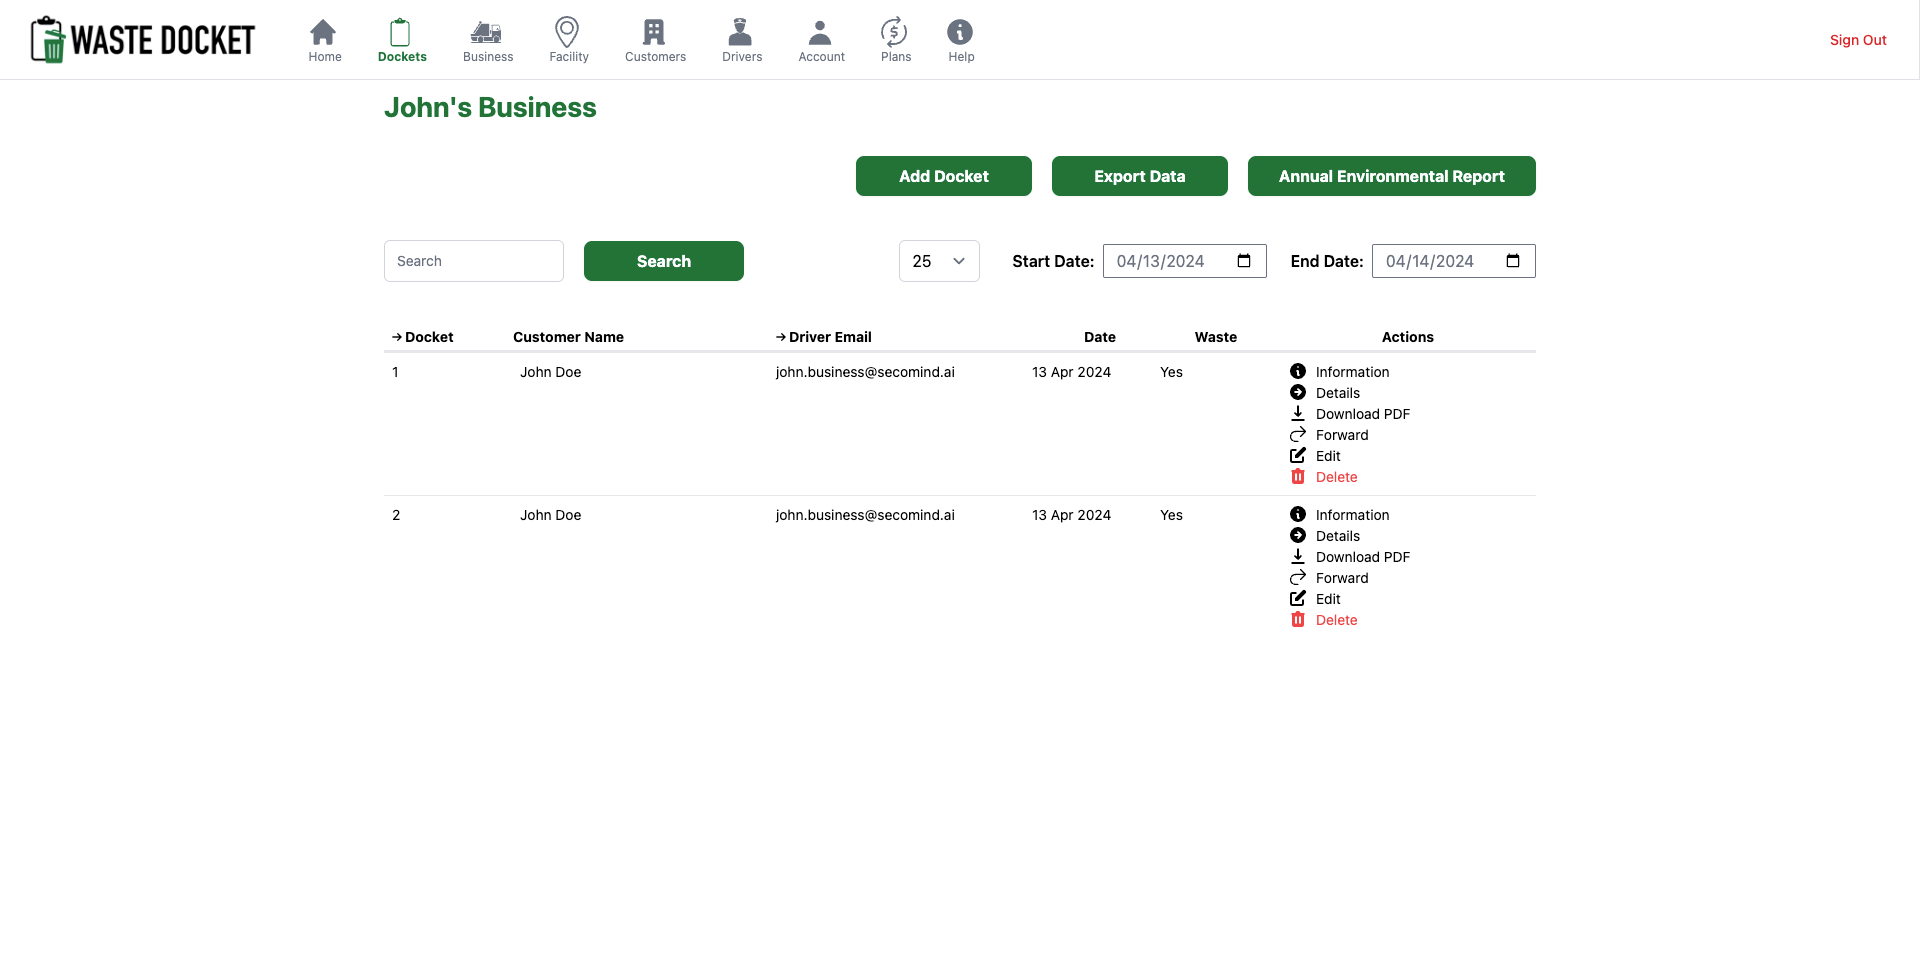 WASTE DOCKET
Home
Dockets
Business
Facility
Customers
Drivers
Account
Plans
Help
Sign Out
John's Business
Add Docket
Export Data
Annual Environmental Report
Search
Search
25
Start Date: 04/13/2024
End Date: 04/14/2024
→ Docket Customer Name → Driver Email Date Waste Actions
1 John Doe john.business@secomind.ai 13 Apr 2024 Yes Information
Details
Download PDF
Forward
Edit
Delete
2 John Doe john.business@secomind.ai 13 Apr 2024 Yes Information
Details
Download PDF
Forward
Edit
Delete